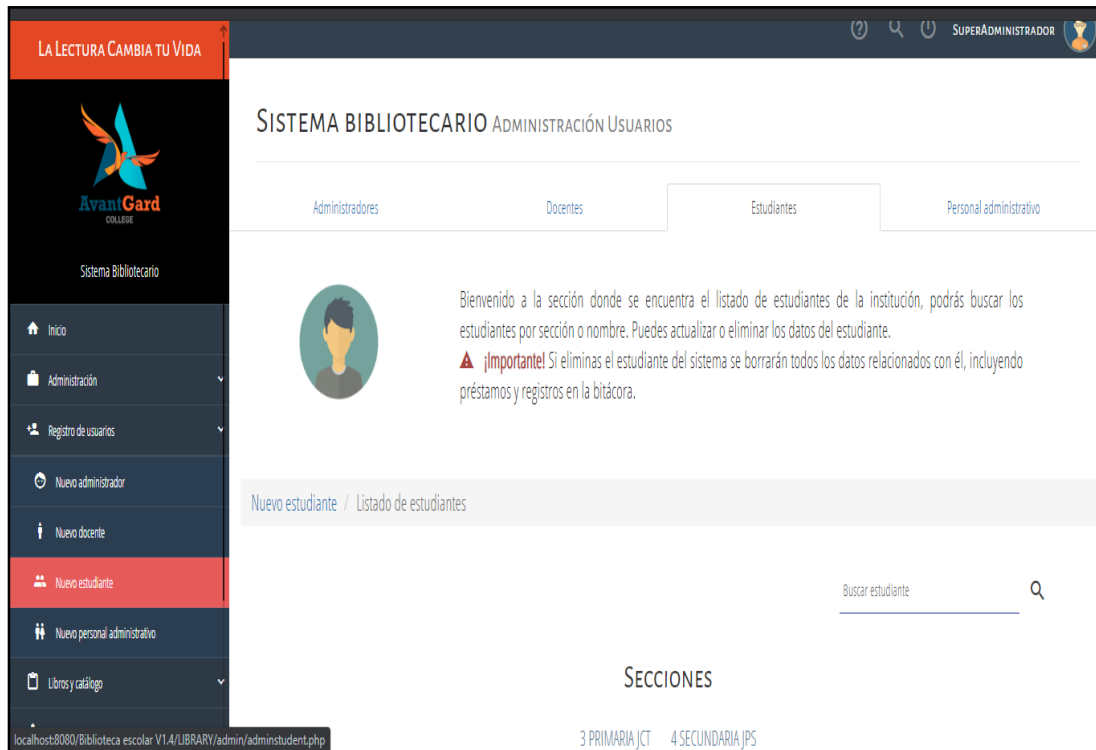 LA LECTURA CAMBIA TU VIDA
SUPERADMINISTRADOR
AvantGard
COLLEGE
Sistema Bibliotecario
Inicio
Administración
Registro de usuarios
Nuevo administrador
Nuevo docente
Nuevo estudiante
Nuevo personal administrativo
Libros y catálogo
localhost:8080/Biblioteca escolar V1.4/LIBRARY/admin/adminstudent.php
SISTEMA BIBLIOTECARIO ADMINISTRACIÓN USUARIOS
Administradores
Docentes
Estudiantes
Personal administrativo
Bienvenido a la sección donde se encuentra el listado de estudiantes de la institución, podrás buscar los
estudiantes por sección o nombre. Puedes actualizar o eliminar los datos del estudiante.
¡Importante! Si eliminas el estudiante del sistema se borrarán todos los datos relacionados con él, incluyendo
préstamos y registros en la bitácora.
Nuevo estudiante / Listado de estudiantes
Buscar estudiante
SECCIONES
3 PRIMARIA JCT 4 SECUNDARIA JPS